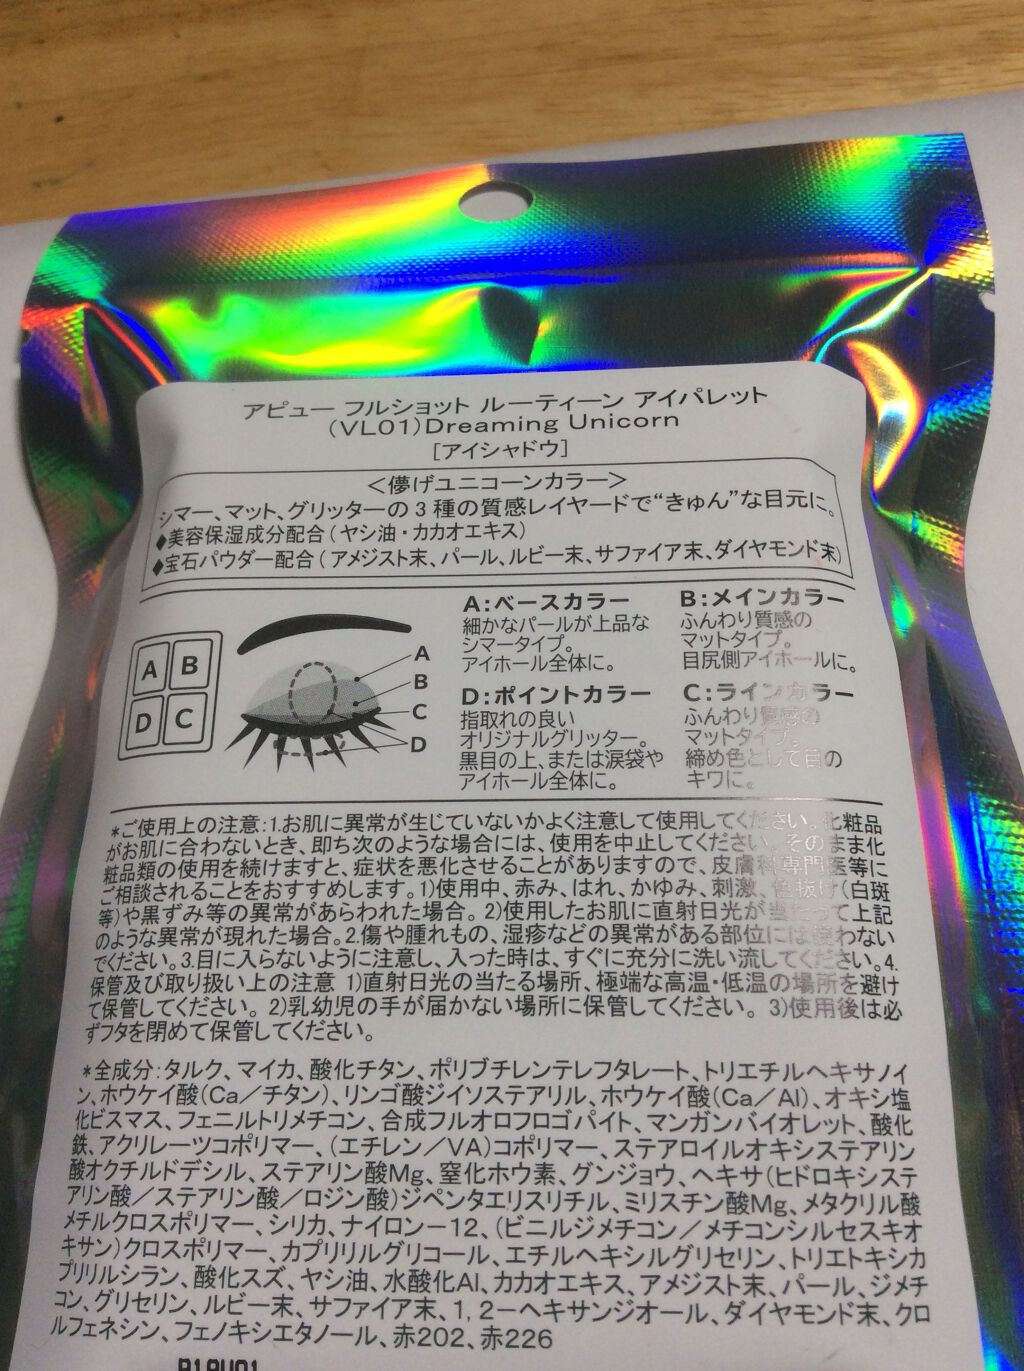 アピュー フルショット ルーティーン アイパレット
(VL01)Dreaming Unicorn
[アイシャドウ]
＜儚げユニコーンカラー＞
シマー、マット、グリッターの3種の質感レイヤードで“きゅん”な目元に。
◆美容保湿成分配合(ヤシ油・カカオエキス)
◆宝石パウダー配合(アメジスト末、パール、ルビー末、サファイア末、ダイヤモンド末)
A B
D C
A
B
C
D
A:ベースカラー
細かなパールが上品な
シマータイプ。
アイホール全体に。
B:メインカラー
ふんわり質感の
マットタイプ。
目尻側アイホールに。
D:ポイントカラー
指取れの良い
オリジナルグリッター。
黒目の上、または涙袋や
アイホール全体に。
C:ラインカラー
ふんわり質感の
マットタイプ。
締め色として目の
キワに。
*ご使用上の注意:1.お肌に異常が生じていないかよく注意して使用してください。化粧品
がお肌に合わないとき、即ち次のような場合には、使用を中止してください。そのまま化
粧品類の使用を続けますと、症状を悪化させることがありますので、皮膚科専門医等に
ご相談されることをおすすめします。1)使用中、赤み、はれ、かゆみ、刺激、色抜け(白斑
等)や黒ずみ等の異常があらわれた場合。2)使用したお肌に直射日光が当たって上記
のような異常が現れた場合。2.傷や腫れもの、湿疹などの異常がある部位には使わない
でください。3.目に入らないように注意し、入った時は、すぐに充分に洗い流してください。4.
保管及び取り扱い上の注意 1)直射日光の当たる場所、極端な高温・低温の場所を避け
て保管してください。2)乳幼児の手が届かない場所に保管してください。3)使用後は必
ずフタを閉めて保管してください。
*全成分:タルク、マイカ、酸化チタン、ポリブチレンテレフタレート、トリエチルヘキサノイ
ン、ホウケイ酸(Ca／チタン)、リンゴ酸ジイソステアリル、ホウケイ酸(Ca／Al)、オキシ塩
化ビスマス、フェニルトリメチコン、合成フルオロフロゴパイト、マンガンバイオレット、酸化
鉄、アクリレーツコポリマー、(エチレン／VA)コポリマー、ステアロイルオキシステアリン
酸オクチルドデシル、ステアリン酸Mg、窒化ホウ素、グンジョウ、ヘキサ(ヒドロキシステ
アリン酸／ステアリン酸／ロジン酸)ジペンタエリスリチル、ミリスチン酸Mg、メタクリル酸
メチルクロスポリマー、シリカ、ナイロン－12、(ビニルジメチコン／メチコンシルセスキオ
キサン)クロスポリマー、カプリリルグリコール、エチルヘキシルグリセリン、トリエトキシカ
プリリルシラン、酸化スズ、ヤシ油、水酸化Al、カカオエキス、アメジスト末、パール、ジメチ
コン、グリセリン、ルビー末、サファイア末、1,2－ヘキサンジオール、ダイヤモンド末、クロ
ルフェネシン、フェノキシエタノール、赤202、赤226